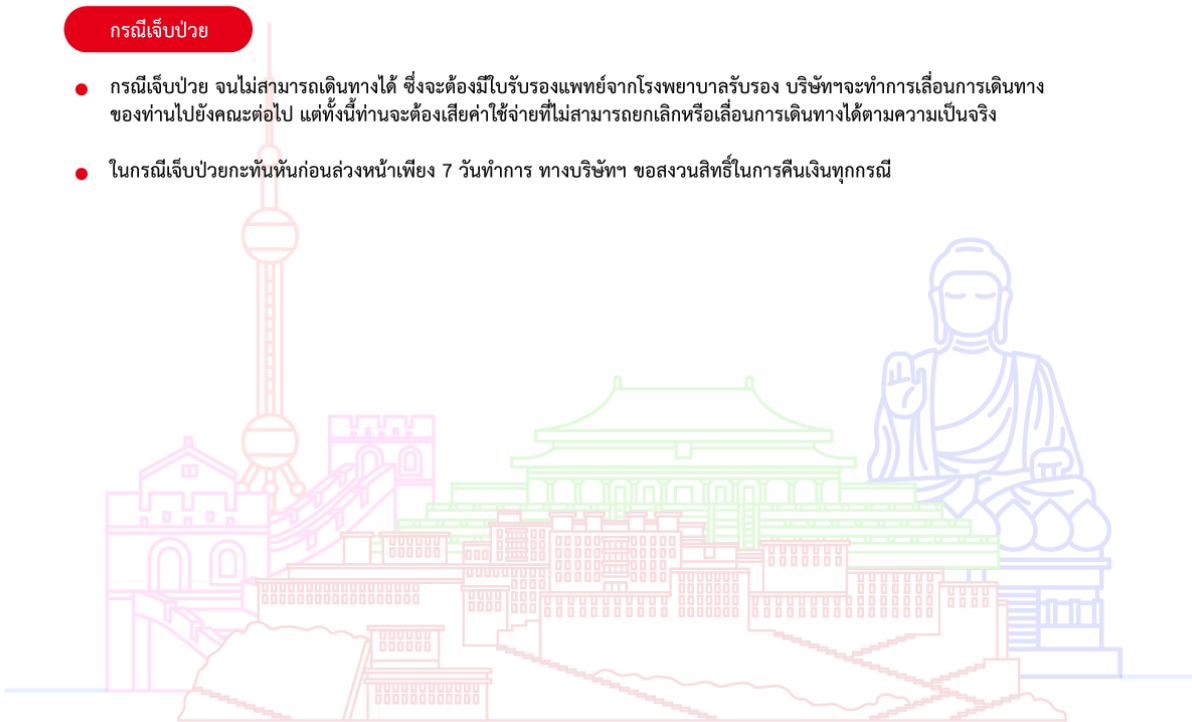 กรณีเจ็บป่วย
กรณีเจ็บป่วย จนไม่สามารถเดินทางได้ ซึ่งจะต้องมีใบรับรองแพทย์จากโรงพยาบาลรับรอง บริษัทฯจะทำการเลื่อนการเดินทาง
ของท่านไปยังคณะต่อไป แต่ทั้งนี้ท่านจะต้องเสียค่าใช้จ่ายที่ไม่สามารถยกเลิกหรือเลื่อนการเดินทางได้ตามความเป็นจริง
ในกรณีเจ็บป่วยกะทันหันก่อนล่วงหน้าเพียง 7 วันทำการ ทางบริษัทฯ ขอสงวนสิทธิ์ในการคืนเงินทุกกรณี